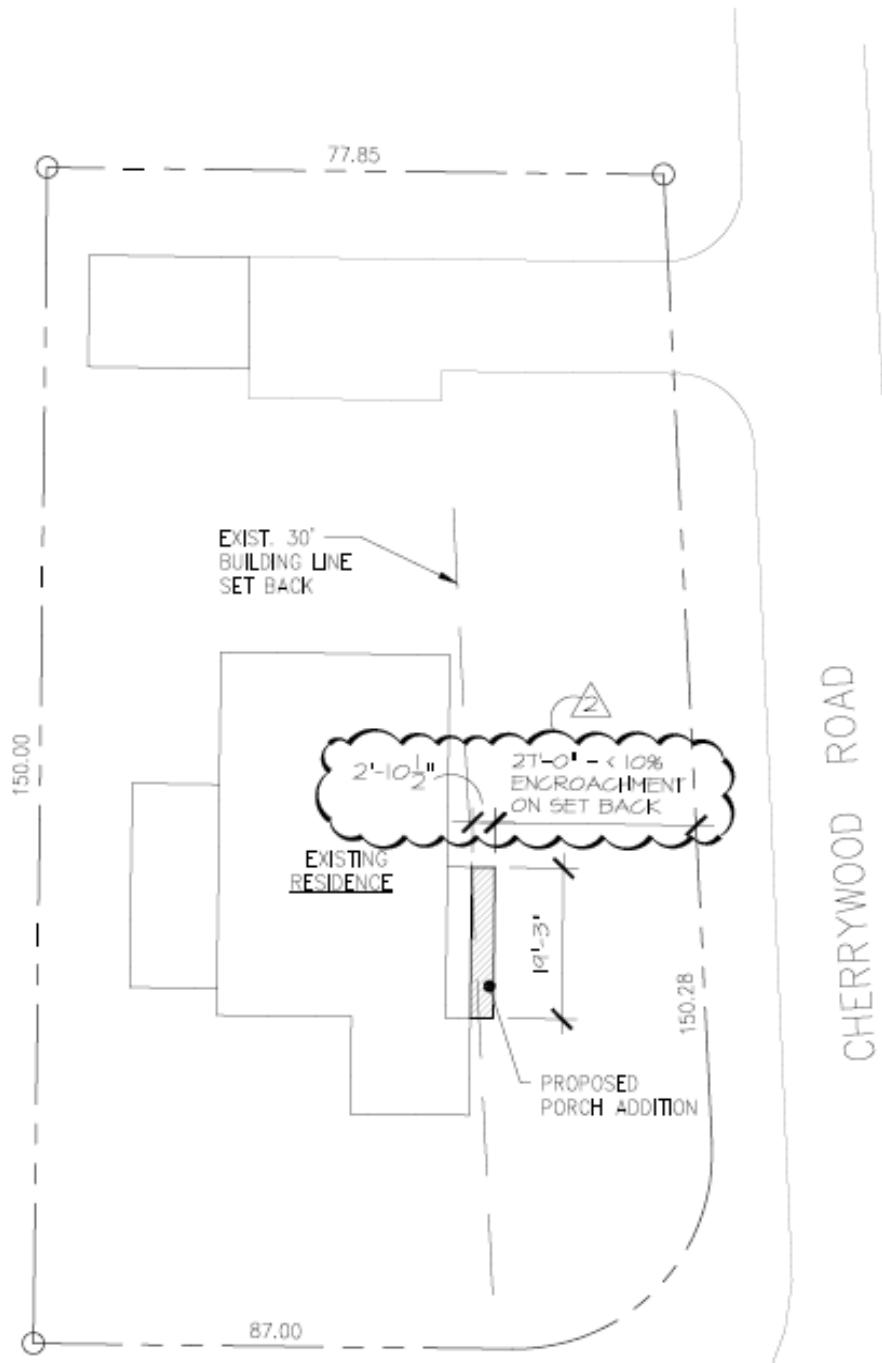 77.85
EXIST. 30'
BUILDING LINE
SET BACK
150.00
2
2'-10 1/2"
27'-0" - < 10%
ENCROACHMENT
ON SET BACK
EXISTING
RESIDENCE
19'-3"
150.28
PROPOSED
PORCH ADDITION
CHERRYWOOD ROAD
87.00